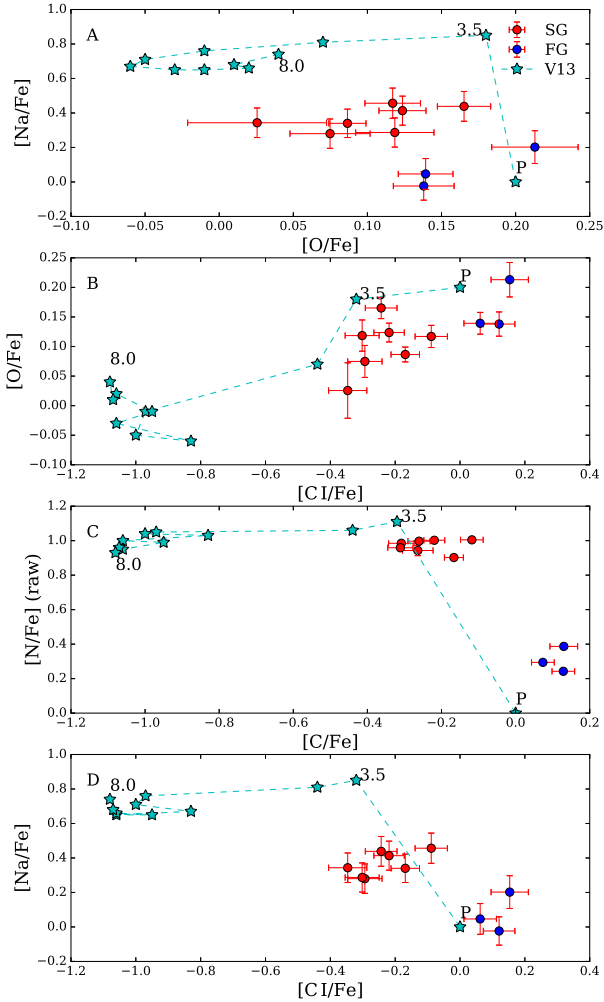 1.0
0.8
0.6
0.4
0.2
0.0
−0.2
[Na/Fe]
A
3.5
8.0
P
SG
FG
V13
−0.10 −0.05 0.00 0.05 0.10 0.15 0.20 0.25
[O/Fe]
0.25
0.20
0.15
0.10
0.05
0.00
−0.05
−0.10
[O/Fe]
B
P
3.5
8.0
−1.2 −1.0 −0.8 −0.6 −0.4 −0.2 0.0 0.2 0.4
[C I/Fe]
1.2
1.0
0.8
0.6
0.4
0.2
0.0
[N/Fe] (raw)
C
3.5
8.0
P
−1.2 −1.0 −0.8 −0.6 −0.4 −0.2 0.0 0.2
[C/Fe]
1.0
0.8
0.6
0.4
0.2
0.0
−0.2
[Na/Fe]
D
8.0
3.5
P
−1.2 −1.0 −0.8 −0.6 −0.4 −0.2 0.0 0.2 0.4
[C I/Fe]